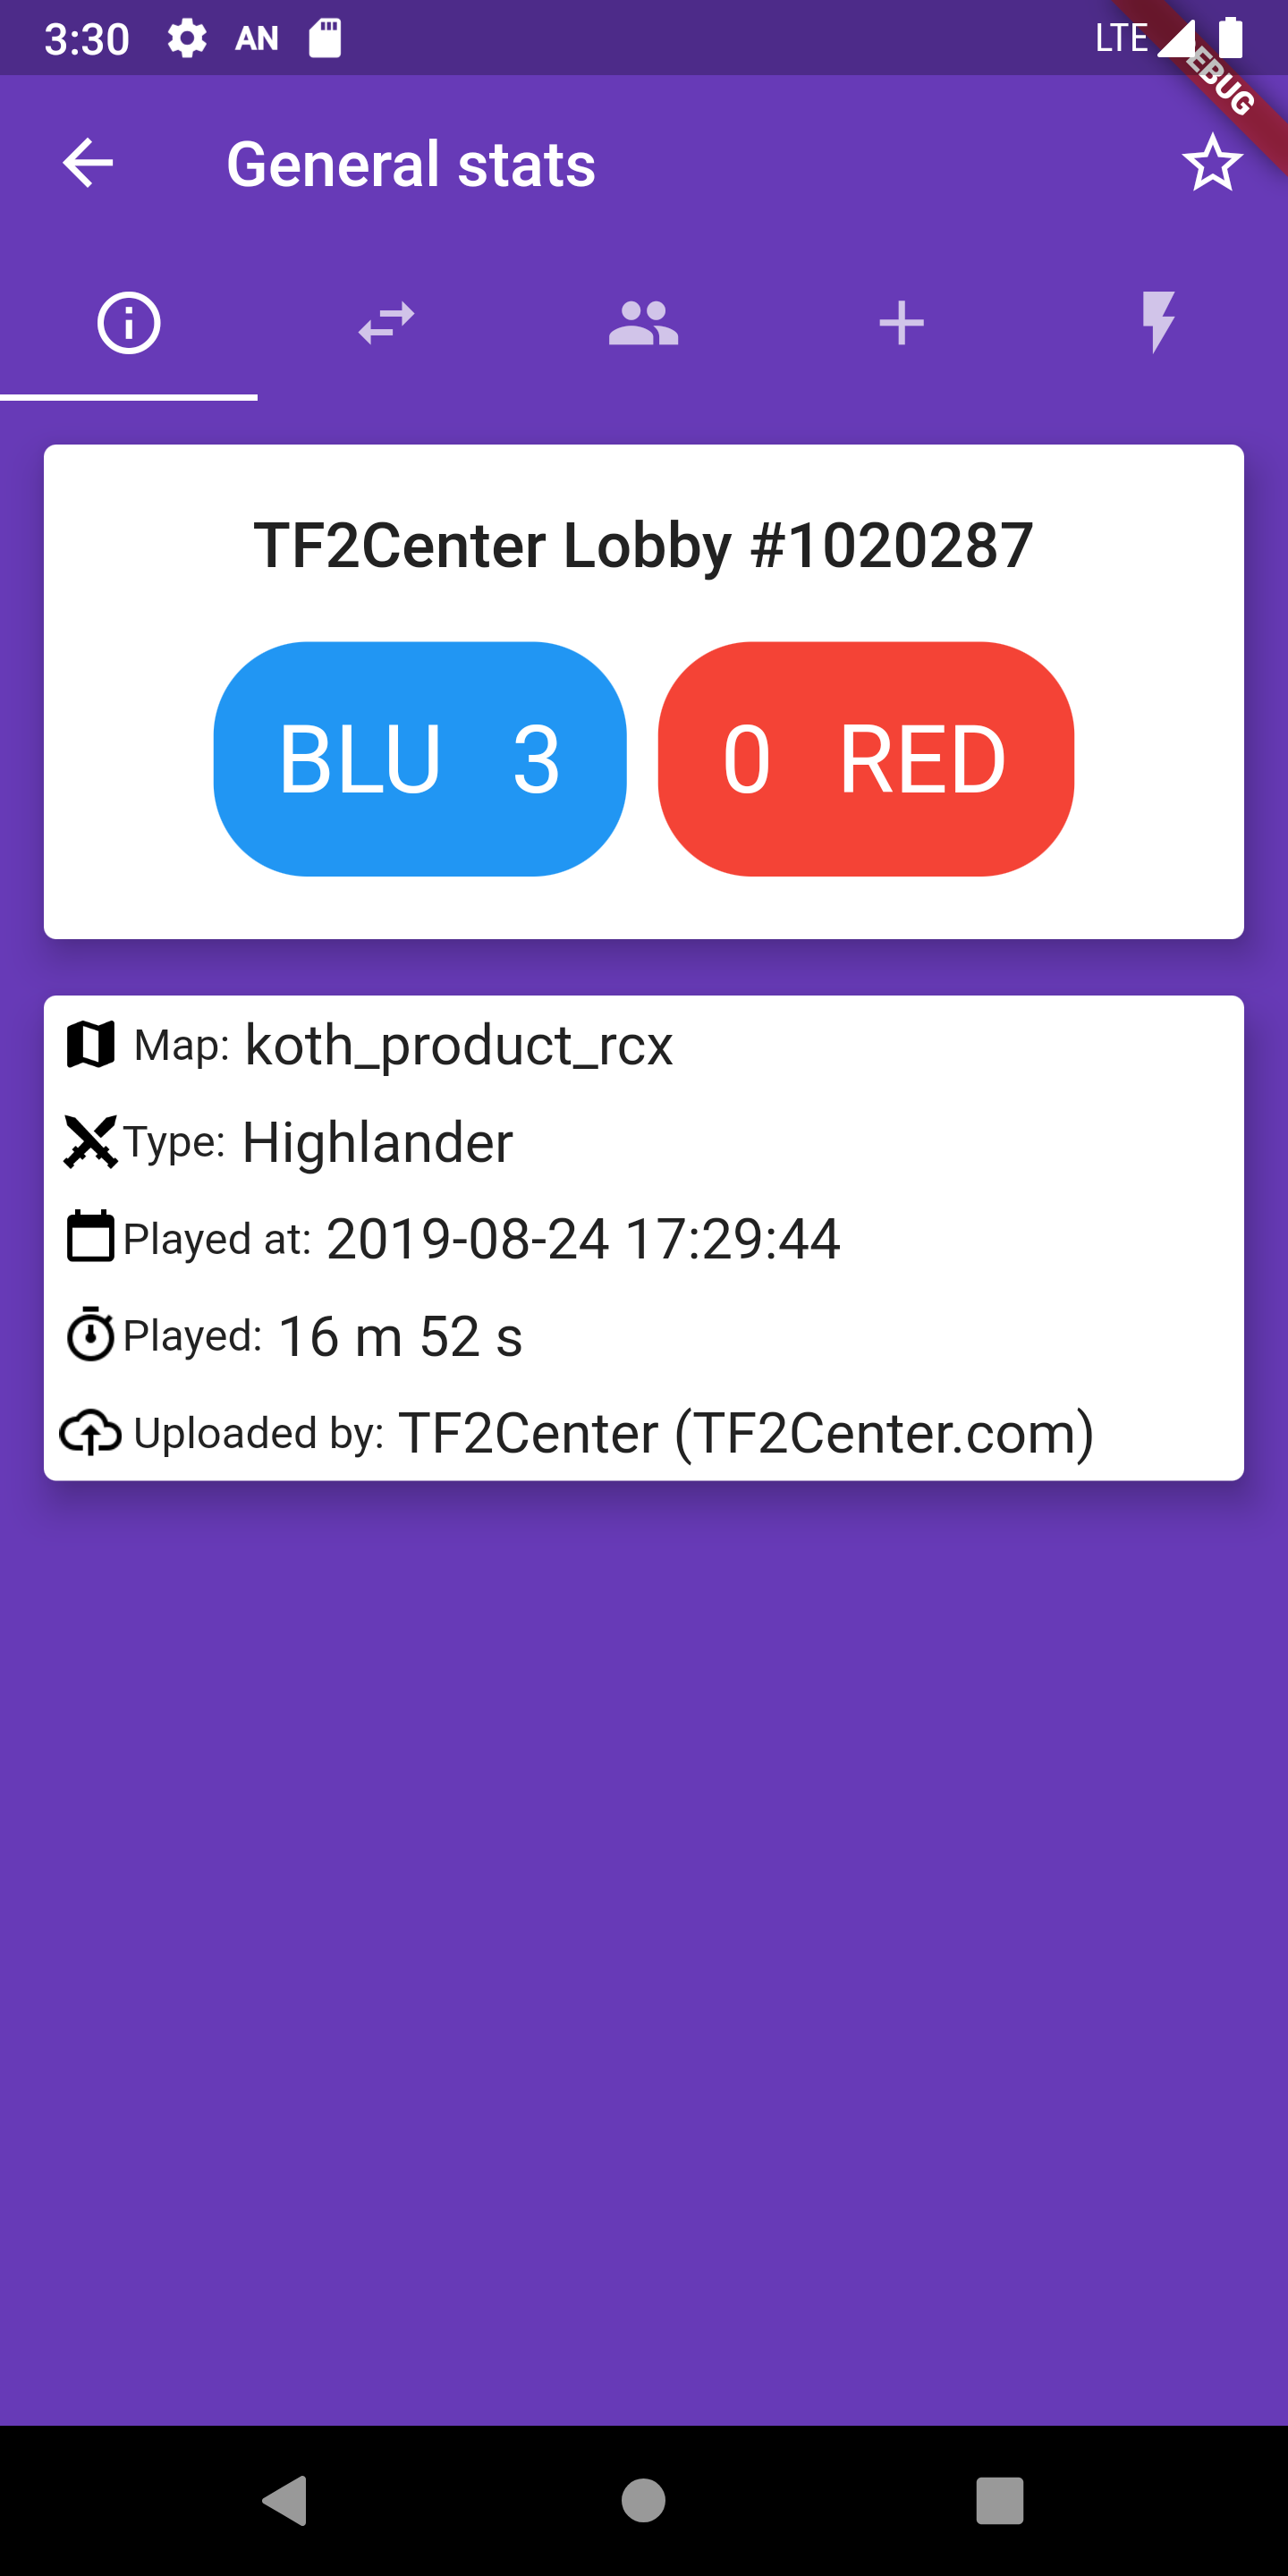 3:30 AN LTE
EBUG
General stats
TF2Center Lobby #1020287
BLU 3 0 RED
Map: koth_product_rcx
Type: Highlander
Played at: 2019-08-24 17:29:44
Played: 16 m 52 s
Uploaded by: TF2Center (TF2Center.com)